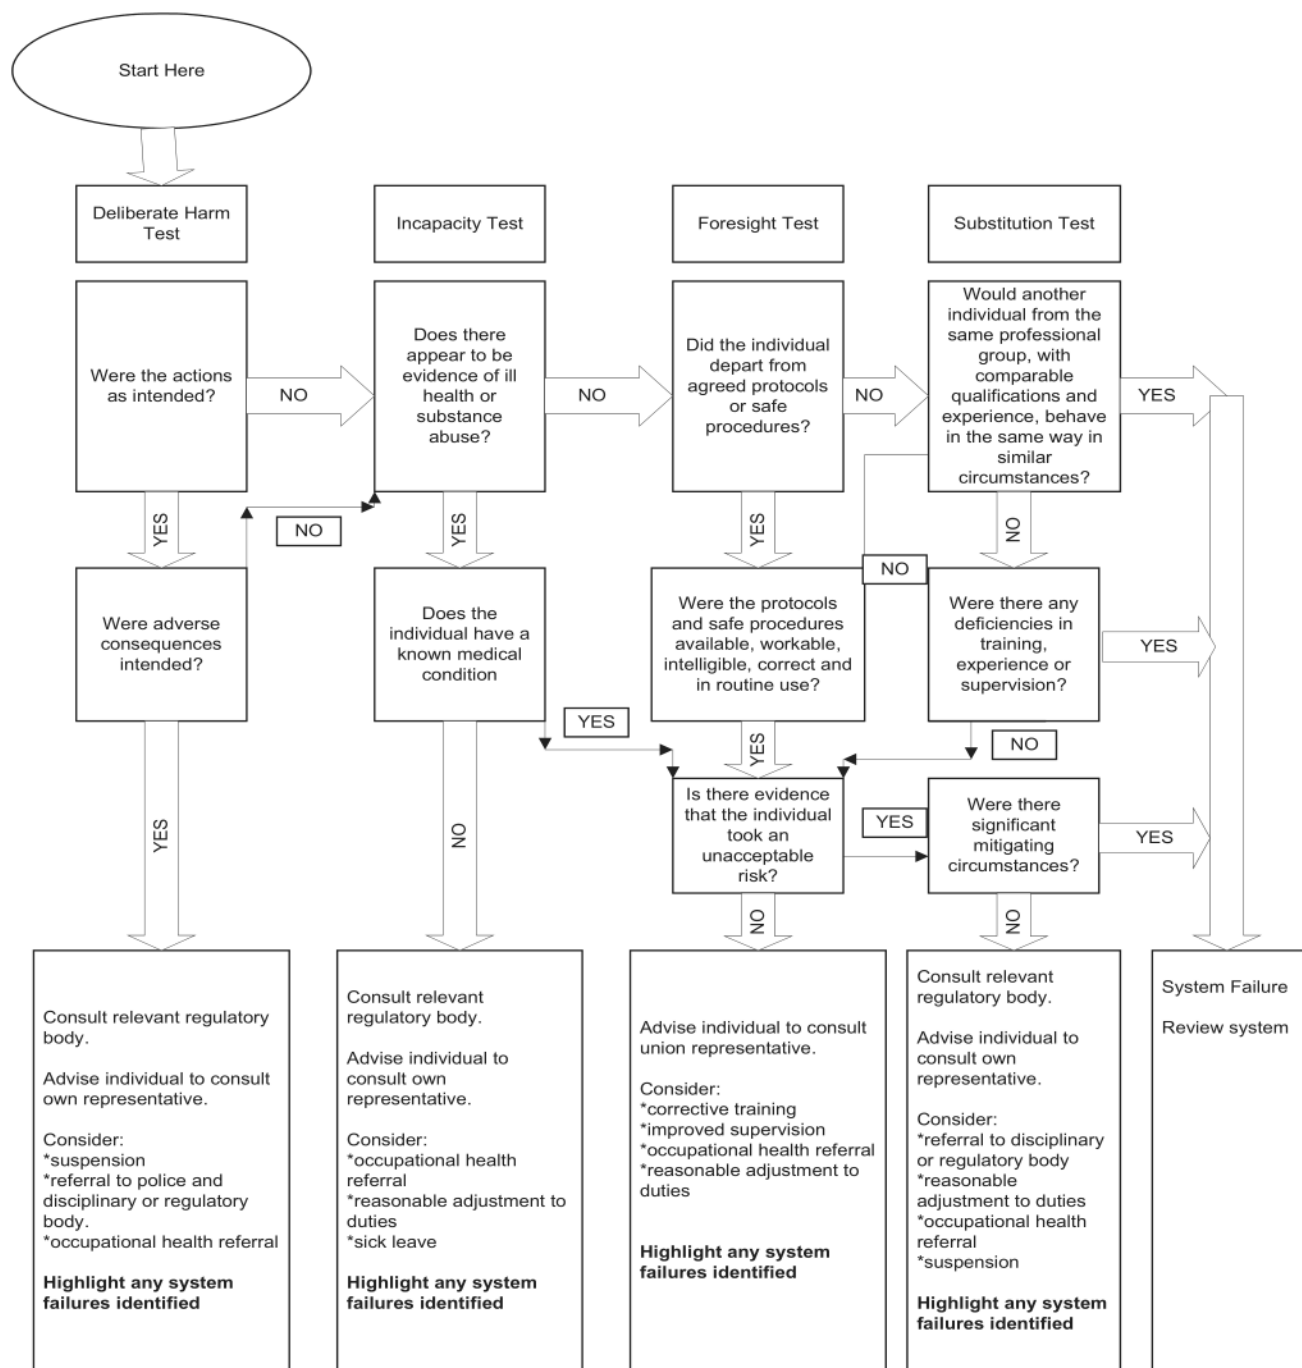 Start Here
Deliberate Harm
Test
Incapacity Test
Foresight Test
Substitution Test
Were the actions
as intended?
NO
Does there
appear to be
evidence of ill
health or
substance
abuse?
NO
Did the individual
depart from
agreed protocols
or safe
procedures?
NO
Would another
individual from the
same professional
group, with
comparable
qualifications and
experience, behave
in the same way in
similar
circumstances?
YES
YES
NO
YES
YES
NO
NO
Were adverse
consequences
intended?
Does the
individual have a
known medical
condition
YES
Were the protocols
and safe procedures
available, workable,
intelligible, correct and
in routine use?
Were there any
deficiencies in
training,
experience or
supervision?
YES
NO
YES
YES
NO
Is there evidence
that the individual
took an
unacceptable
risk?
YES
Were there
significant
mitigating
circumstances?
YES
NO
NO
Consult relevant regulatory
body.
Advise individual to consult
own representative.
Consider:
*suspension
*referral to police and
disciplinary or regulatory
body.
*occupational health referral
Highlight any system
failures identified
Consult relevant
regulatory body.
Advise individual to
consult own
representative.
Consider:
*occupational health
referral
*reasonable adjustment to
duties
*sick leave
Highlight any system
failures identified
Advise individual to consult
union representative.
Consider:
*corrective training
*improved supervision
*occupational health referral
*reasonable adjustment to
duties
Highlight any system
failures identified
Consult relevant
regulatory body.
Advise individual to
consult own
representative.
Consider:
*referral to disciplinary
or regulatory body
*reasonable
adjustment to duties
*occupational health
referral
*suspension
Highlight any system
failures identified
System Failure
Review system